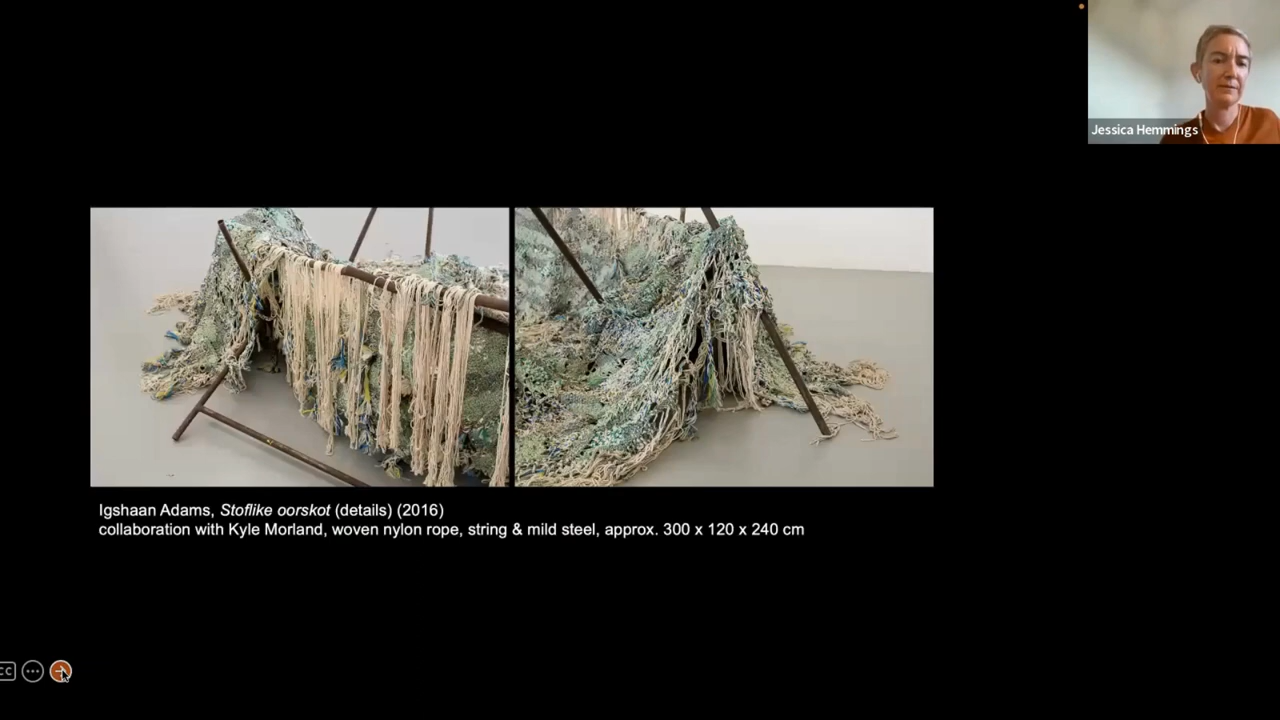 Jessica Hemmings
Igshaan Adams, Stoflike oorskot (details) (2016)
collaboration with Kyle Morland, woven nylon rope, string & mild steel, approx. 300 x 120 x 240 cm
CC